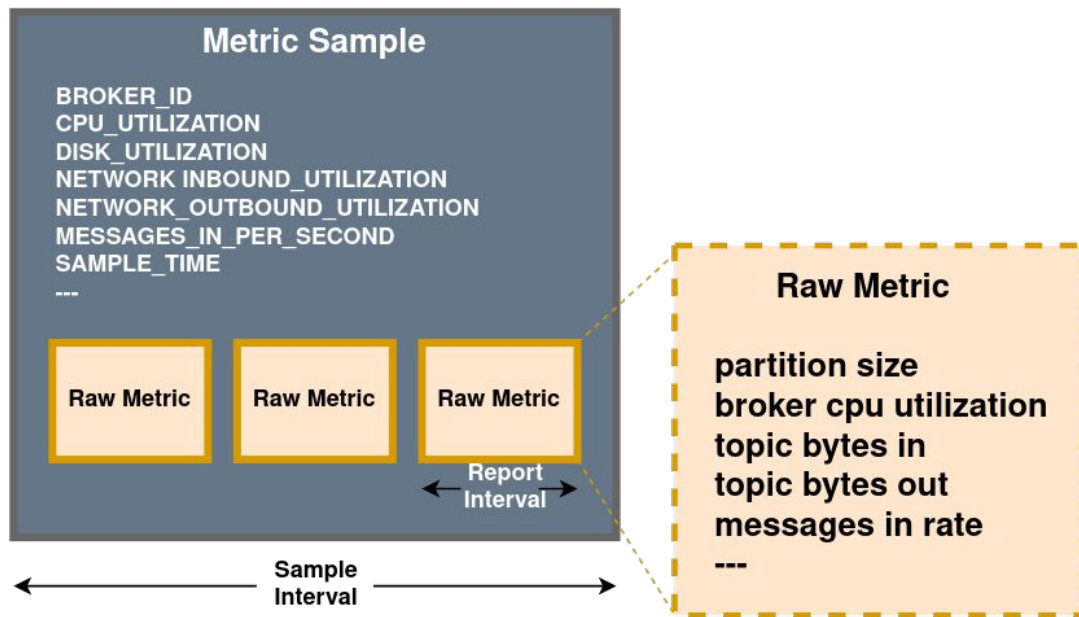 Metric Sample
BROKER_ID
CPU_UTILIZATION
DISK_UTILIZATION
NETWORK INBOUND_UTILIZATION
NETWORK_OUTBOUND_UTILIZATION
MESSAGES_IN_PER_SECOND
SAMPLE_TIME
---
Raw Metric
Raw Metric
Raw Metric
Report
Interval
Sample
Interval
Raw Metric
partition size
broker cpu utilization
topic bytes in
topic bytes out
messages in rate
---